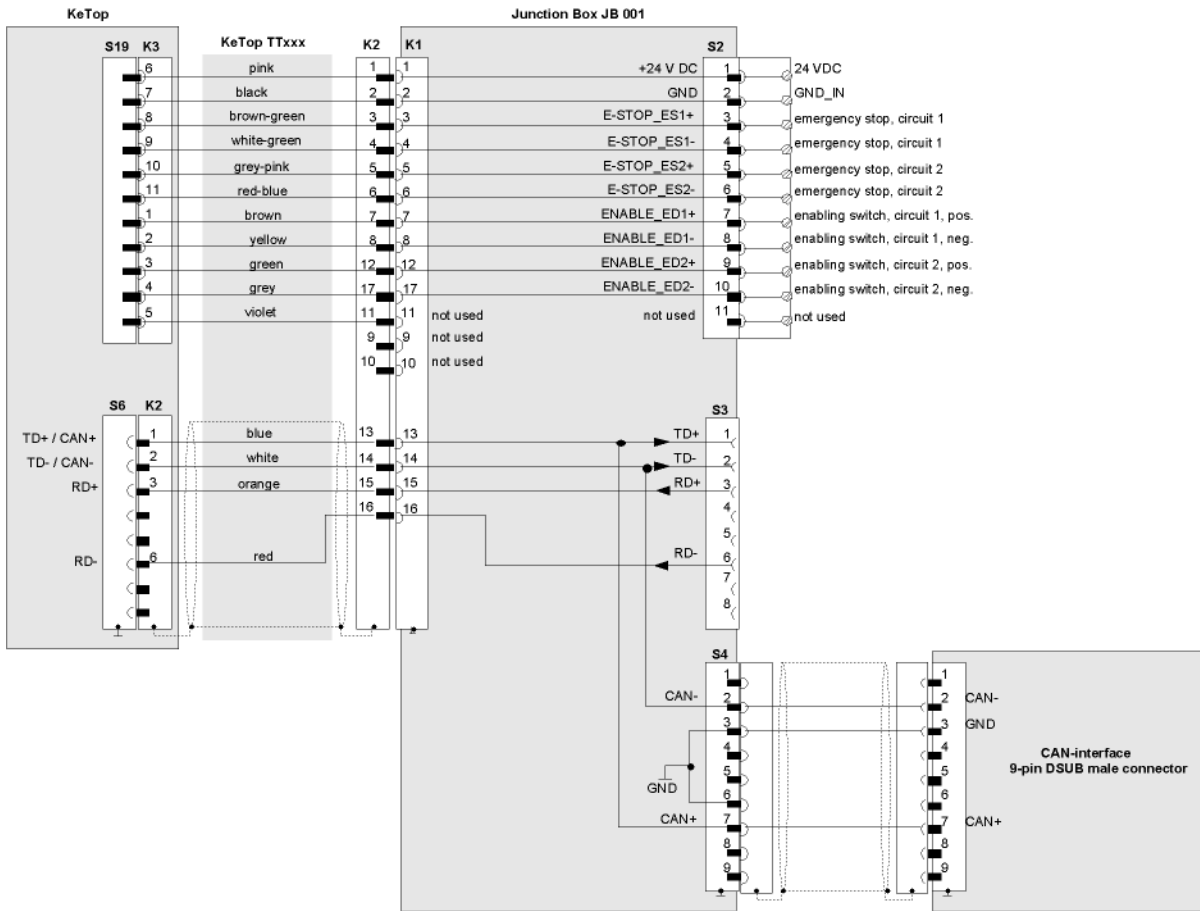 KeTop
Junction Box JB 001
S19 K3 KeTop TTxxx K2 K1 S2
6 pink 1 1 +24 V DC 1 24 VDC
7 black 2 2 GND 2 GND_IN
8 brown-green 3 3 E-STOP_ES1+ 3 emergency stop, circuit 1
9 white-green 4 4 E-STOP_ES1- 4 emergency stop, circuit 1
10 grey-pink 5 5 E-STOP_ES2+ 5 emergency stop, circuit 2
11 red-blue 6 6 E-STOP_ES2- 6 emergency stop, circuit 2
1 brown 7 7 ENABLE_ED1+ 7 enabling switch, circuit 1, pos.
2 yellow 8 8 ENABLE_ED1- 8 enabling switch, circuit 1, neg.
3 green 12 12 ENABLE_ED2+ 9 enabling switch, circuit 2, pos.
4 grey 17 17 ENABLE_ED2- 10 enabling switch, circuit 2, neg.
5 violet 11 11 not used not used 11 not used
9 9 not used
10 10 not used
S6 K2 S3
TD+ / CAN+ 1 blue 13 13 TD+ 1
TD- / CAN- 2 white 14 14 TD- 2
RD+ 3 orange 15 15 RD+ 3
16 16 4
5
RD- 6 red RD- 6
7
8
S4
1 1
CAN- 2 2 CAN-
3 3 GND
4 4
5 5
GND 6 6
CAN+ 7 7 CAN+
8 8
9 9
CAN-interface
9-pin DSUB male connector